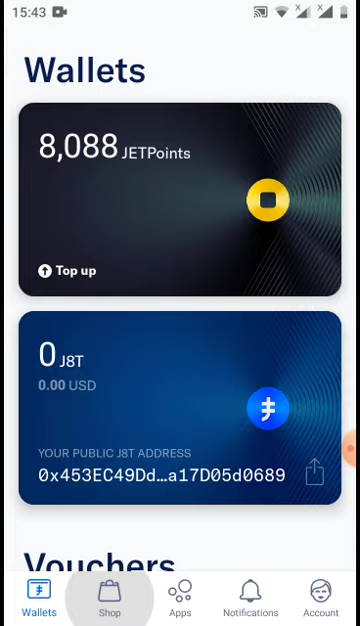 15:43
Wallets
8,088 JETPoints
Top up
0 J8T
0.00 USD
YOUR PUBLIC J8T ADDRESS
0x453EC49Dd…a17D05d0689
Vouchers
Wallets
Shop
Apps
Notifications
Account